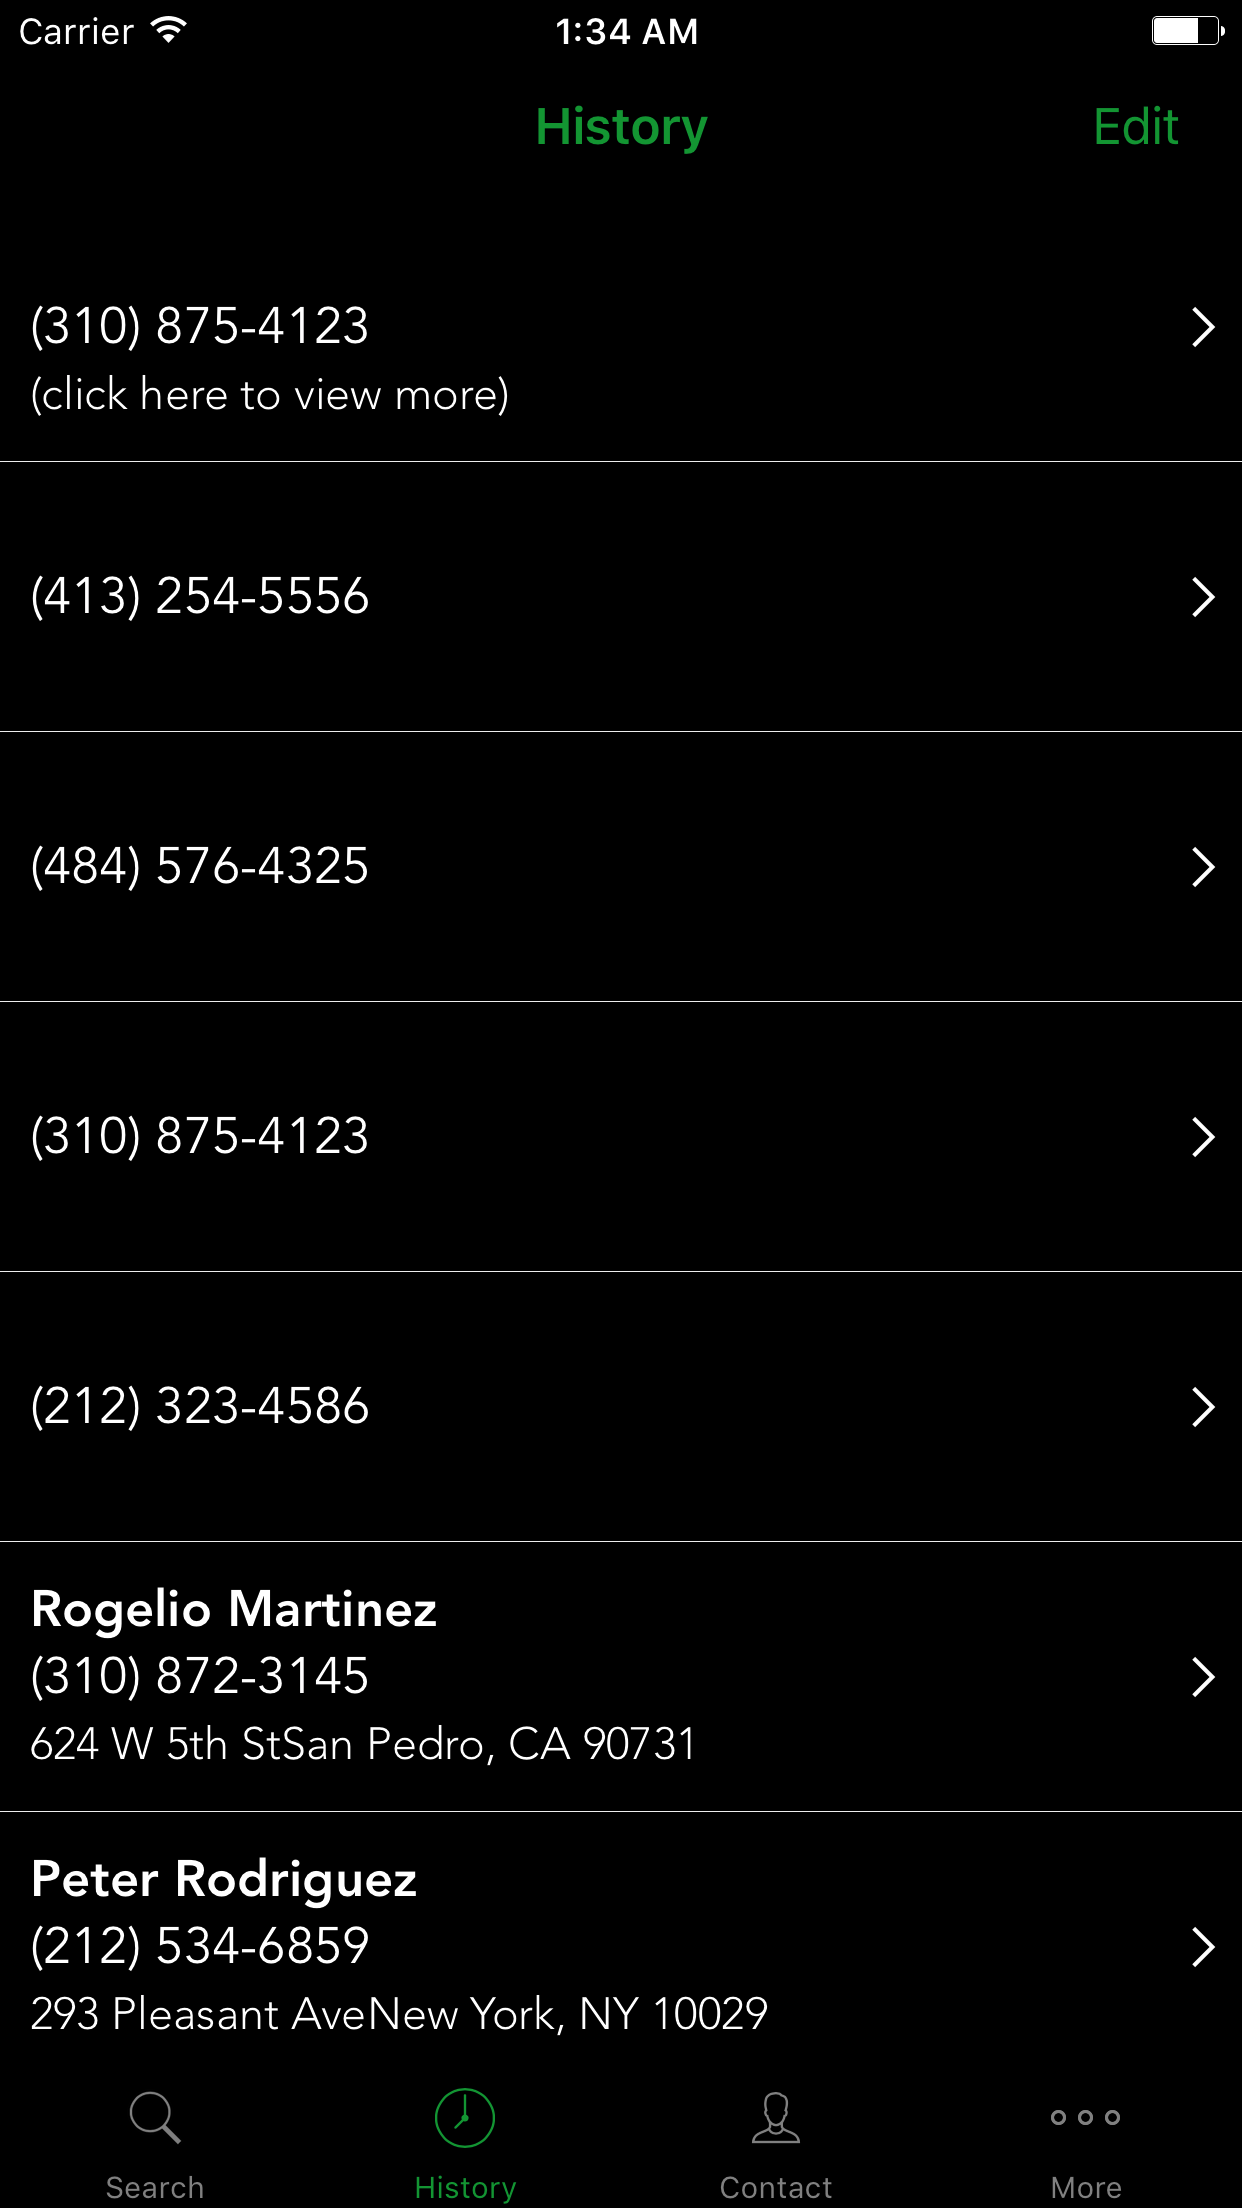 Carrier 1:34 AM
History Edit
(310) 875-4123
(click here to view more)
(413) 254-5556
(484) 576-4325
(310) 875-4123
(212) 323-4586
Rogelio Martinez
(310) 872-3145
624 W 5th StSan Pedro, CA 90731
Peter Rodriguez
(212) 534-6859
293 Pleasant AveNew York, NY 10029
Search History Contact More